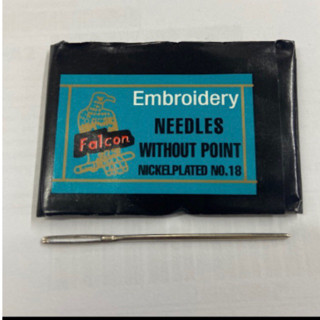 Embroidery
Falcon
NEEDLES
WITHOUT POINT
NICKELPLATED NO.18